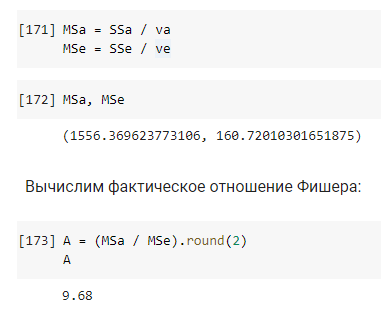 [171] MSa = SSa / va
MSe = SSe / ve
[172] MSa, MSe
(1556.369623773106, 160.72010301651875)
Вычислим фактическое отношение Фишера:
[173] A = (MSa / MSe).round(2)
A
9.68